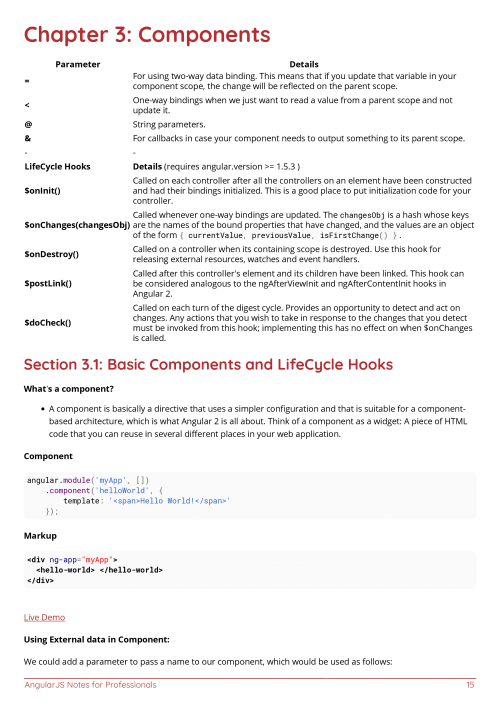 Chapter 3: Components
Parameter Details
= For using two-way data binding. This means that if you update that variable in your
component scope, the change will be reflected on the parent scope.
< One-way bindings when we just want to read a value from a parent scope and not
update it.
@ String parameters.
& For callbacks in case your component needs to output something to its parent scope.
- -
LifeCycle Hooks Details (requires angular.version >= 1.5.3 )
$onInit() Called on each controller after all the controllers on an element have been constructed
and had their bindings initialized. This is a good place to put initialization code for your
controller.
$onChanges(changesObj) Called whenever one-way bindings are updated. The changesObj is a hash whose keys
are the names of the bound properties that have changed, and the values are an object
of the form { currentValue, previousValue, isFirstChange() } .
$onDestroy() Called on a controller when its containing scope is destroyed. Use this hook for
releasing external resources, watches and event handlers.
$postLink() Called after this controller's element and its children have been linked. This hook can
be considered analogous to the ngAfterViewInit and ngAfterContentInit hooks in
Angular 2.
$doCheck() Called on each turn of the digest cycle. Provides an opportunity to detect and act on
changes. Any actions that you wish to take in response to the changes that you detect
must be invoked from this hook; implementing this has no effect on when $onChanges
is called.
Section 3.1: Basic Components and LifeCycle Hooks
What's a component?
• A component is basically a directive that uses a simpler configuration and that is suitable for a component-
based architecture, which is what Angular 2 is all about. Think of a component as a widget: A piece of HTML
code that you can reuse in several different places in your web application.
Component
angular.module('myApp', [])
.component('helloWorld', {
template: '<span>Hello World!</span>'
});
Markup
<div ng-app="myApp">
<hello-world> </hello-world>
</div>
Live Demo
Using External data in Component:
We could add a parameter to pass a name to our component, which would be used as follows:
AngularJS Notes for Professionals 15